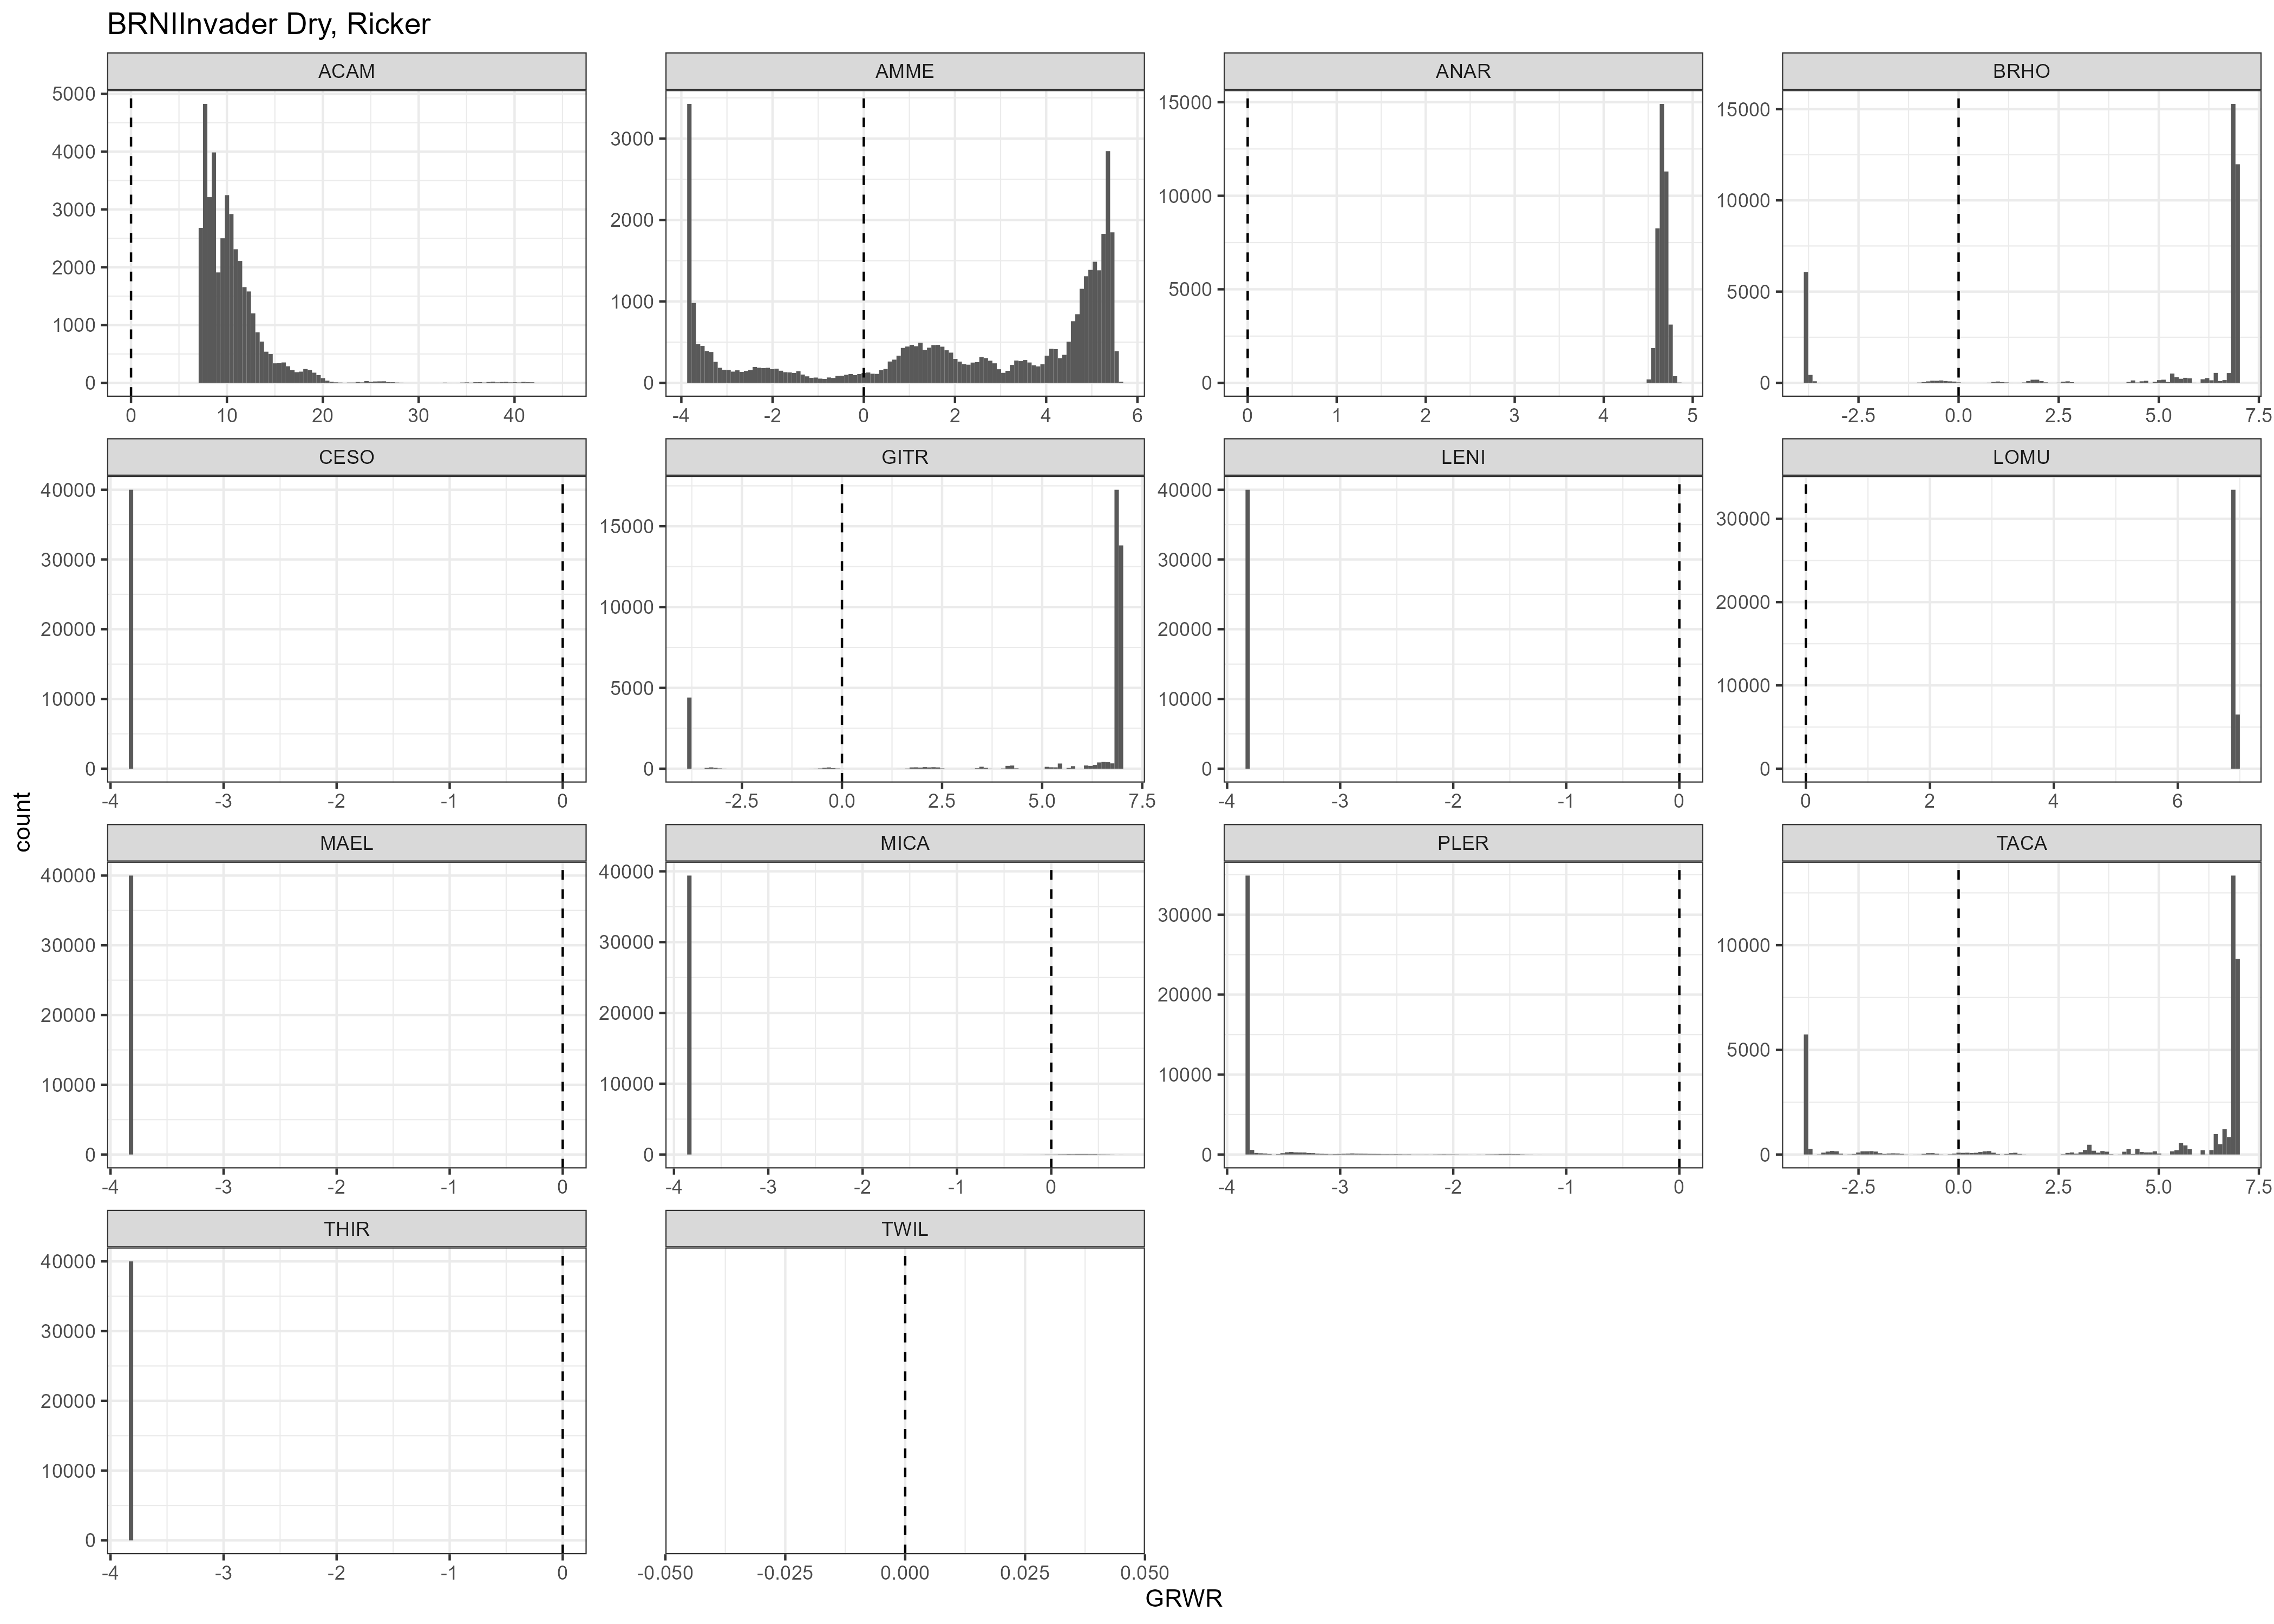 BRNIInvader Dry, Ricker
ACAM AMME ANAR BRHO
5000 4000 3000 2000 1000 0
0 10 20 30 40
3000 2000 1000 0
-4 -2 0 2 4 6
15000 10000 5000 0
0 1 2 3 4 5
15000 10000 5000 0
-2.5 0.0 2.5 5.0 7.5
CESO GITR LENI LOMU
40000 30000 20000 10000 0
-4 -3 -2 -1 0
15000 10000 5000 0
-2.5 0.0 2.5 5.0 7.5
40000 30000 20000 10000 0
-4 -3 -2 -1 0
30000 20000 10000 0
0 2 4 6
count
MAEL MICA PLER TACA
40000 30000 20000 10000 0
-4 -3 -2 -1 0
40000 30000 20000 10000 0
-4 -3 -2 -1 0
30000 20000 10000 0
-4 -3 -2 -1 0
10000 5000 0
-2.5 0.0 2.5 5.0 7.5
THIR TWIL
40000 30000 20000 10000 0
-4 -3 -2 -1 0
-0.050 -0.025 0.000 0.025 0.050
GRWR